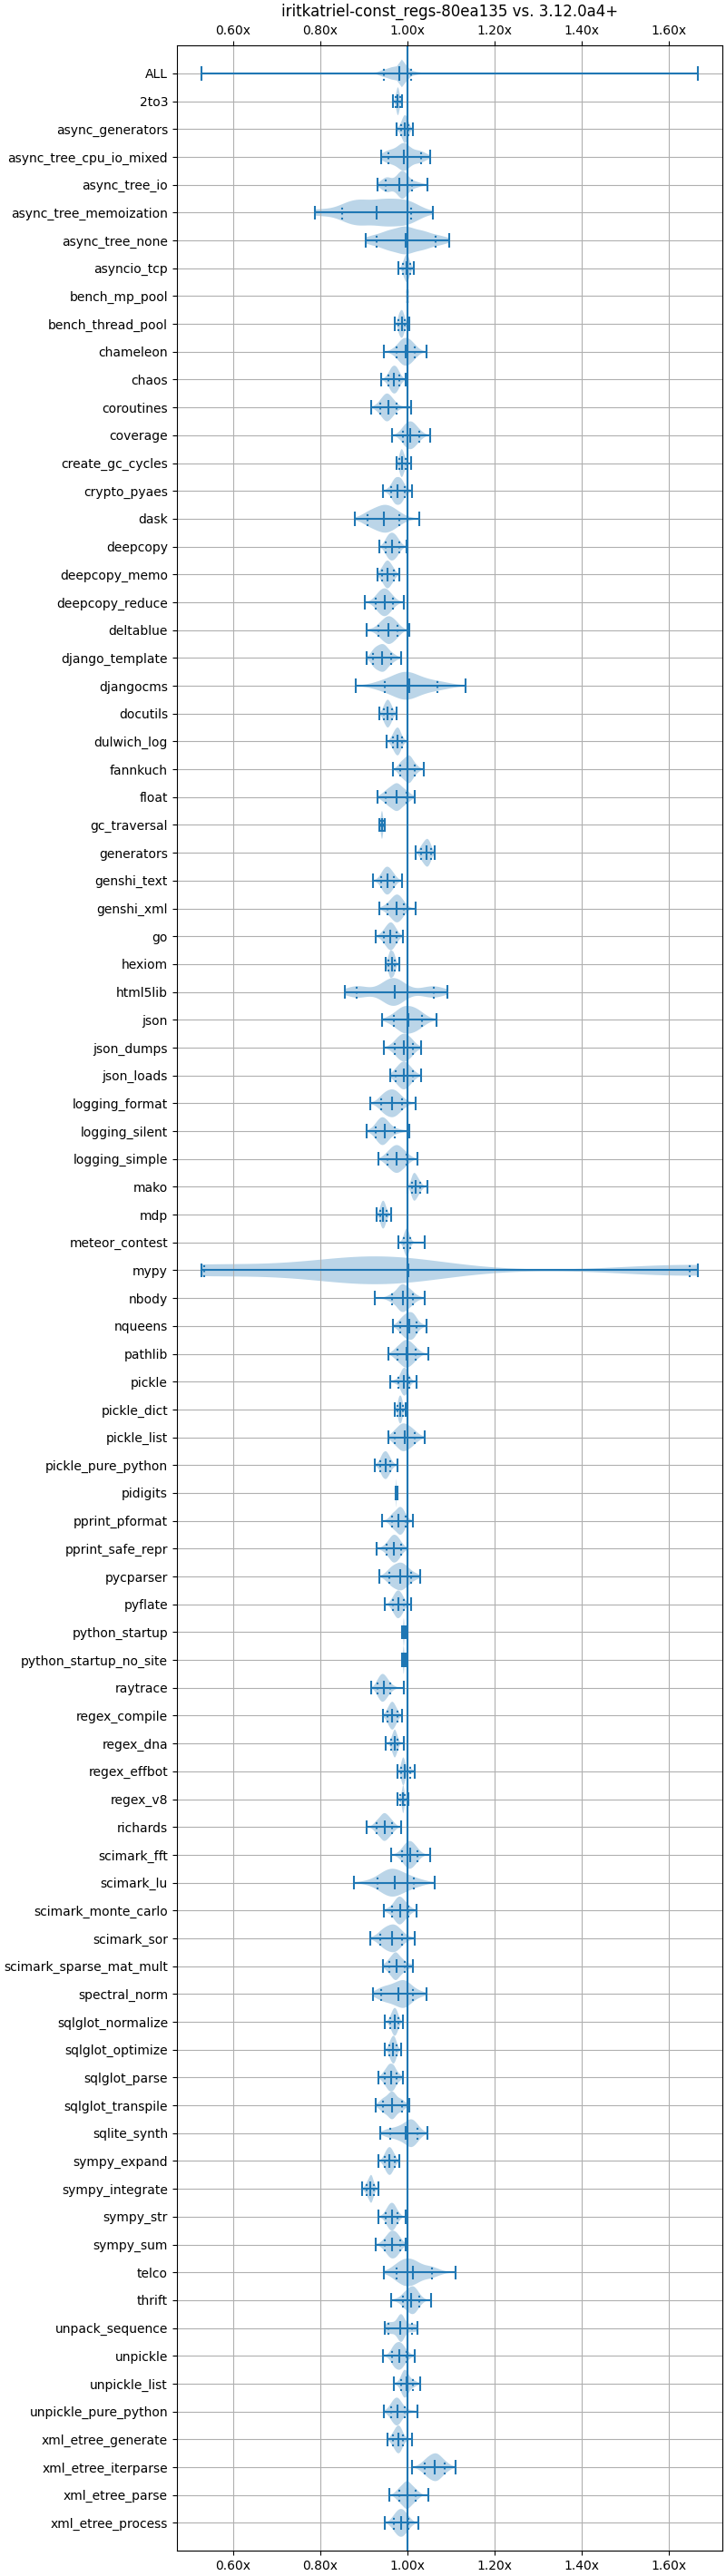 iritkatriel-const_regs-80ea135 vs. 3.12.0a4+
0.60x 0.80x 1.00x 1.20x 1.40x 1.60x
ALL
2to3
async_generators
async_tree_cpu_io_mixed
async_tree_io
async_tree_memoization
async_tree_none
asyncio_tcp
bench_mp_pool
bench_thread_pool
chameleon
chaos
coroutines
coverage
create_gc_cycles
crypto_pyaes
dask
deepcopy
deepcopy_memo
deepcopy_reduce
deltablue
django_template
djangocms
docutils
dulwich_log
fannkuch
float
gc_traversal
generators
genshi_text
genshi_xml
go
hexiom
html5lib
json
json_dumps
json_loads
logging_format
logging_silent
logging_simple
mako
mdp
meteor_contest
mypy
nbody
nqueens
pathlib
pickle
pickle_dict
pickle_list
pickle_pure_python
pidigits
pprint_pformat
pprint_safe_repr
pycparser
pyflate
python_startup
python_startup_no_site
raytrace
regex_compile
regex_dna
regex_effbot
regex_v8
richards
scimark_fft
scimark_lu
scimark_monte_carlo
scimark_sor
scimark_sparse_mat_mult
spectral_norm
sqlglot_normalize
sqlglot_optimize
sqlglot_parse
sqlglot_transpile
sqlite_synth
sympy_expand
sympy_integrate
sympy_str
sympy_sum
telco
thrift
unpack_sequence
unpickle
unpickle_list
unpickle_pure_python
xml_etree_generate
xml_etree_iterparse
xml_etree_parse
xml_etree_process
0.60x 0.80x 1.00x 1.20x 1.40x 1.60x